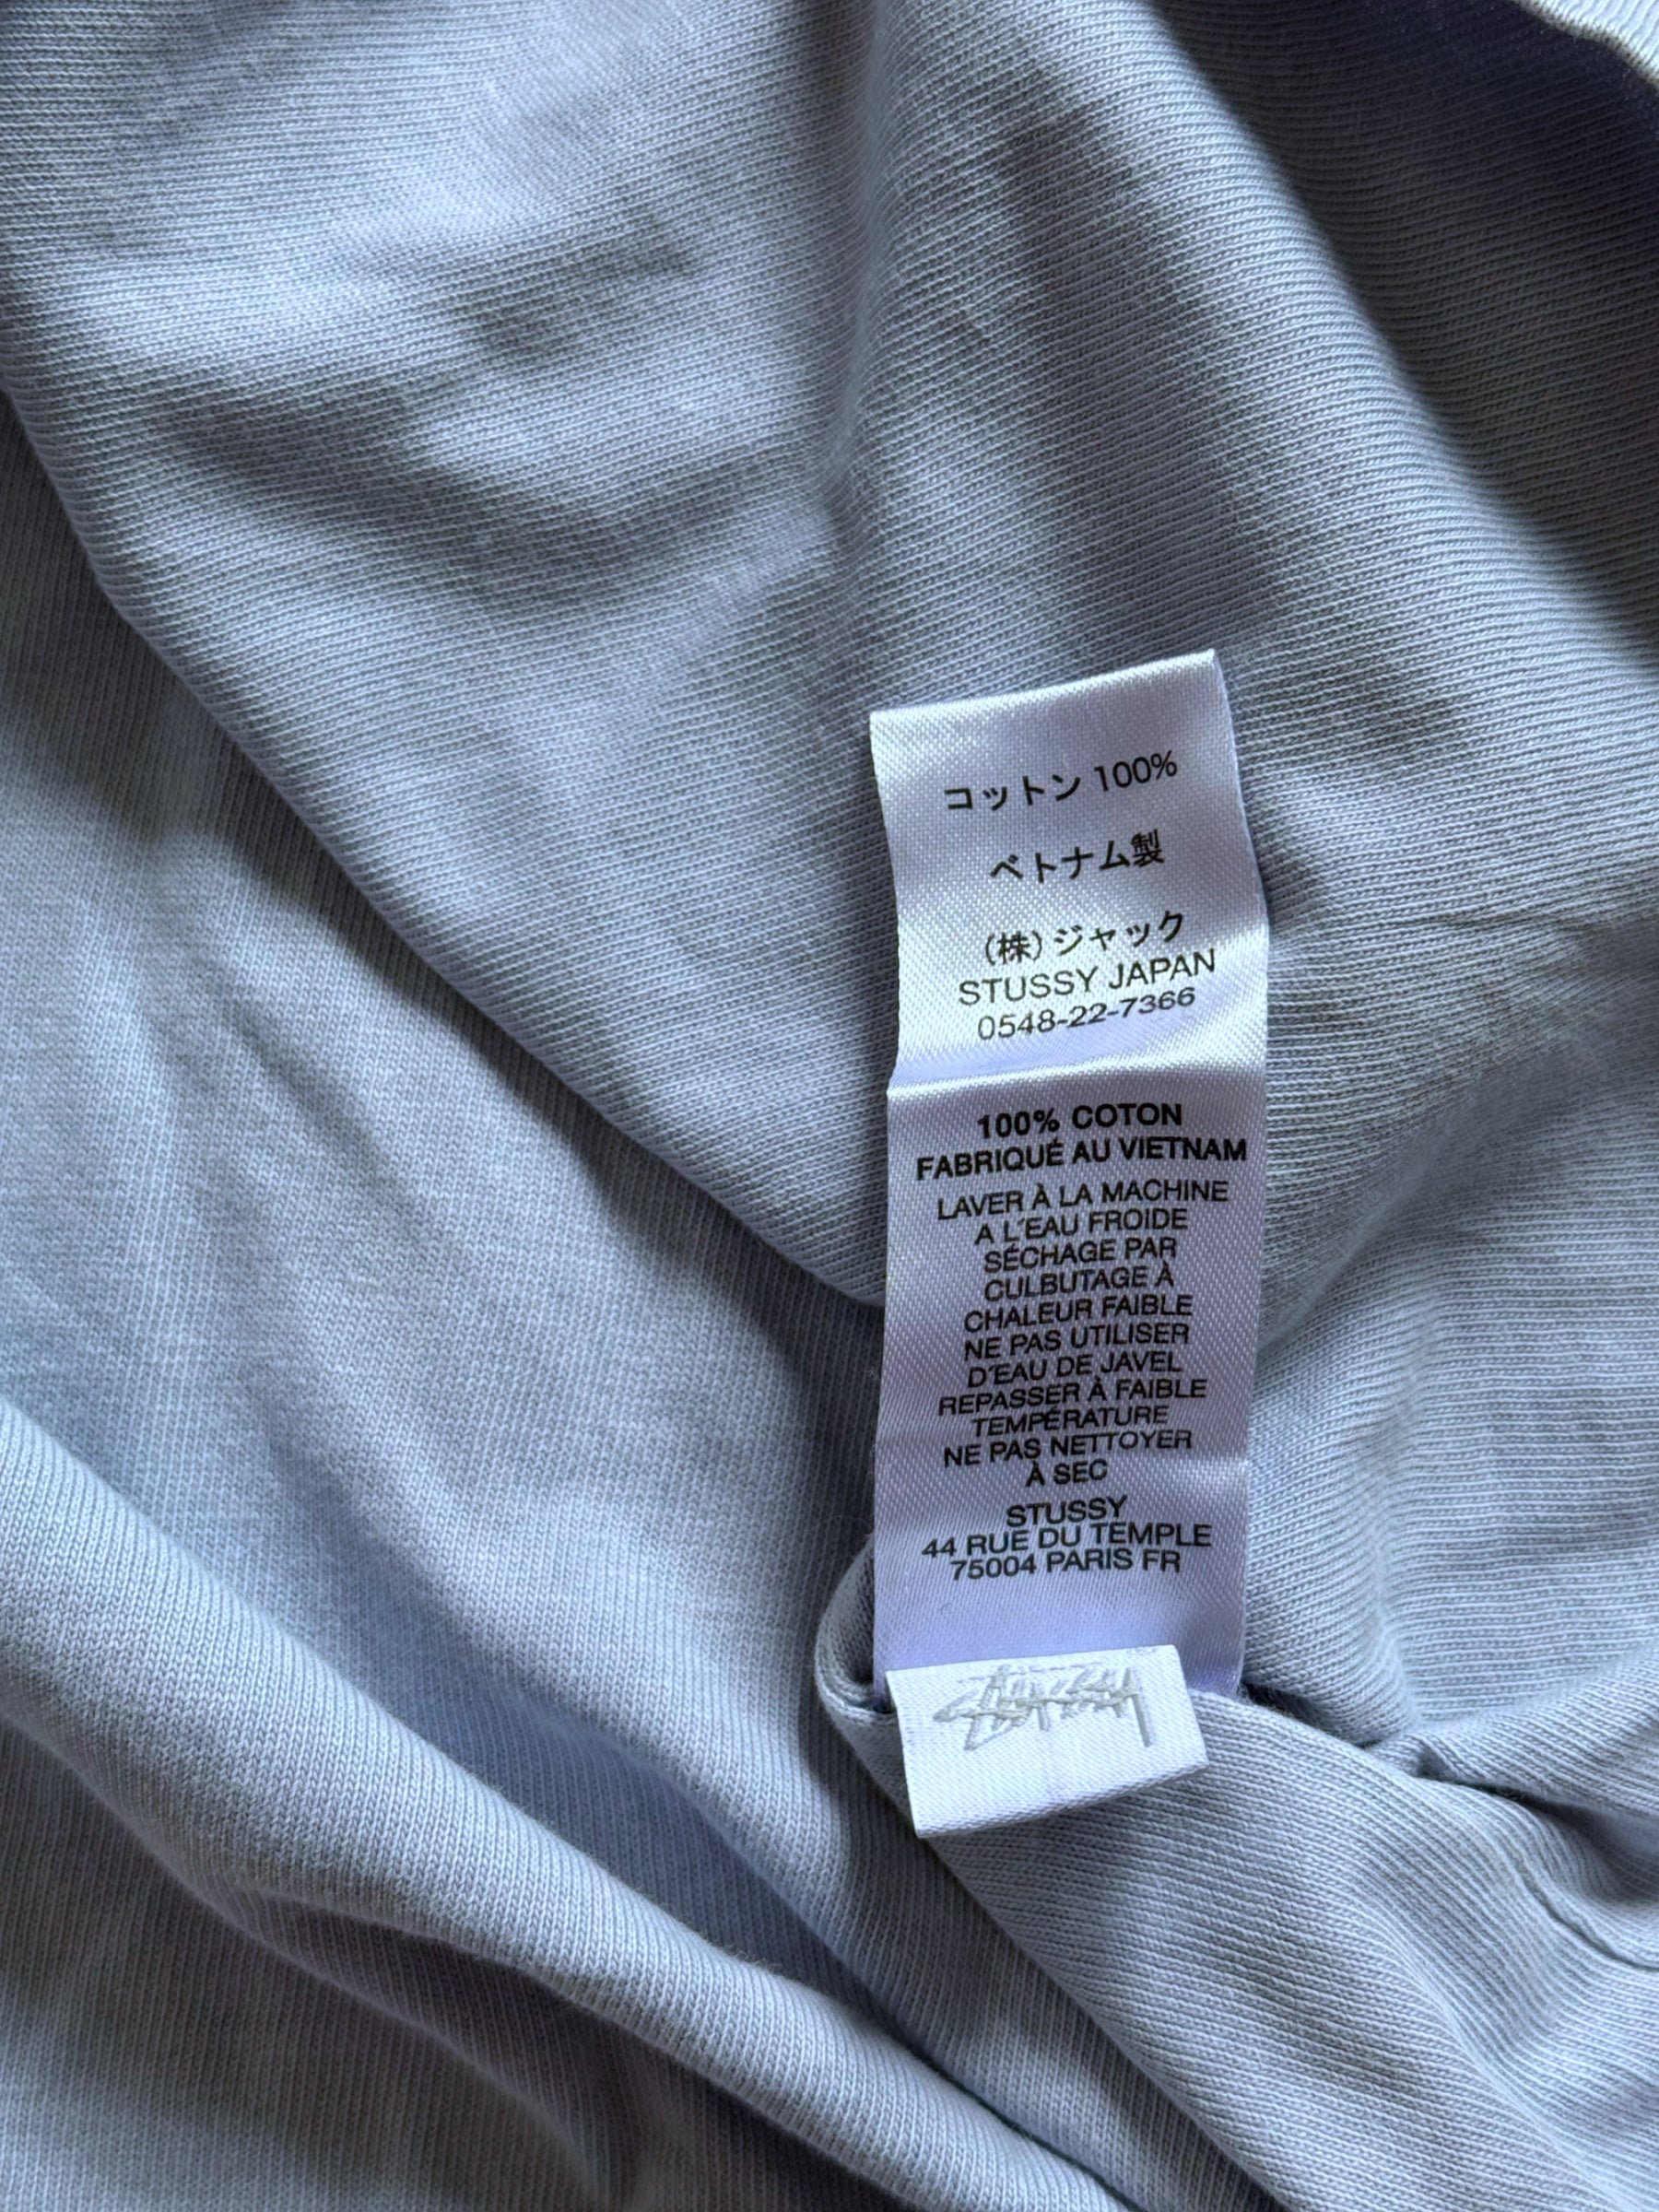 コットン 100%
ベトナム製
(株)ジャック
STUSSY JAPAN
0548-22-7366
100% COTON
FABRIQUÉ AU VIETNAM
LAVER À LA MACHINE
A L'EAU FROIDE
SÉCHAGE PAR
CULBUTAGE À
CHALEUR FAIBLE
NE PAS UTILISER
D'EAU DE JAVEL
REPASSER À FAIBLE
TEMPÉRATURE
NE PAS NETTOYER
À SEC
STUSSY
44 RUE DU TEMPLE
75004 PARIS FR
Stüssy